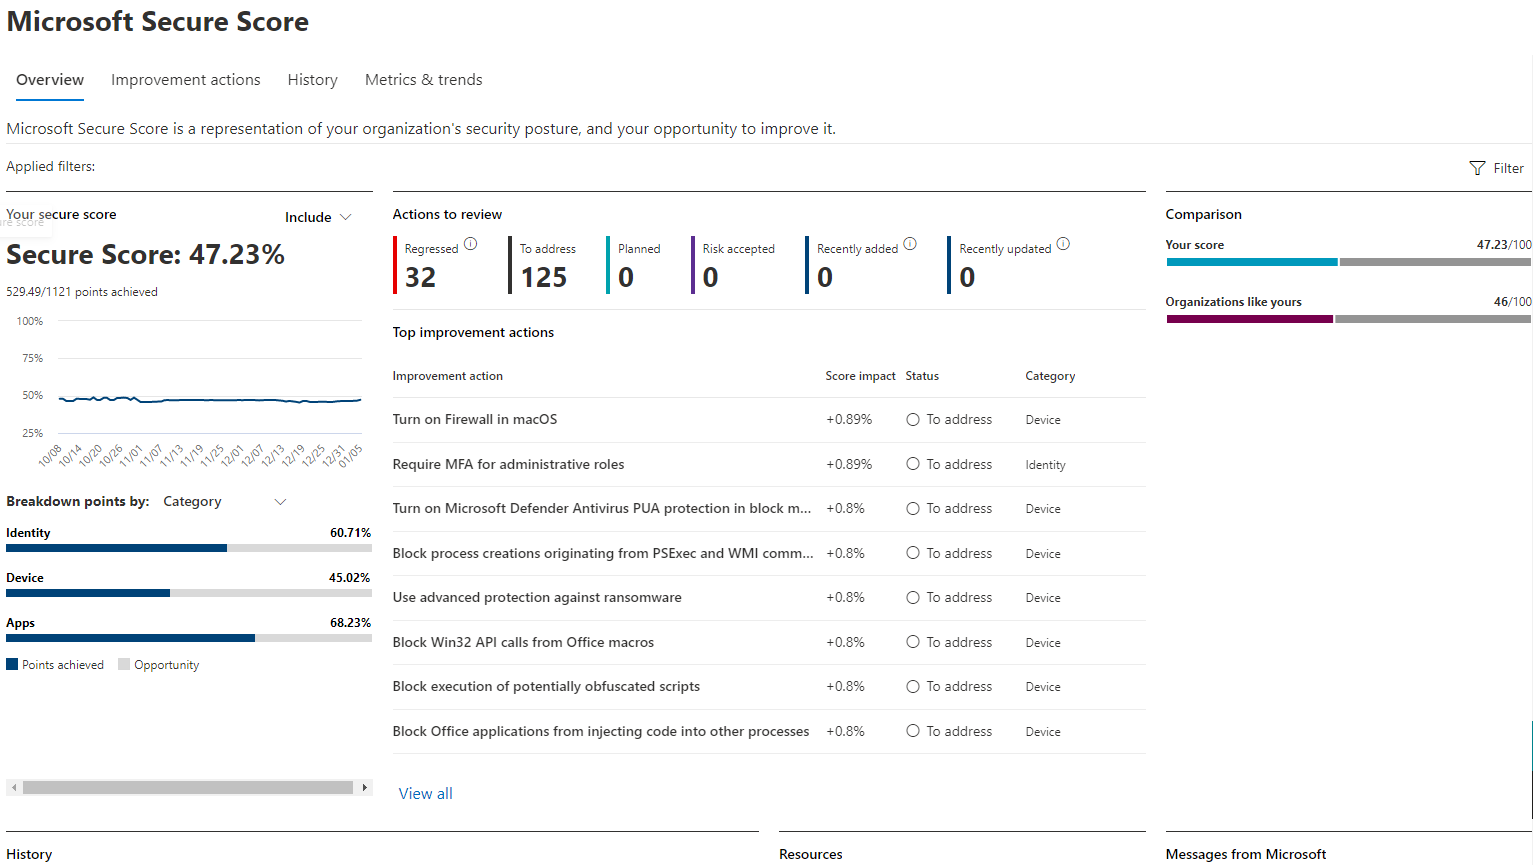 Microsoft Secure Score
Overview Improvement actions History Metrics & trends
Microsoft Secure Score is a representation of your organization's security posture, and your opportunity to improve it.
Applied filters:
Filter
Your secure score
Include
re score
Secure Score: 47.23%
529.49/1121 points achieved
100%
75%
50%
25%
10/08 10/14 10/20 10/26 11/01 11/07 11/13 11/19 11/25 12/01 12/07 12/13 12/19 12/25 12/31 01/05
Breakdown points by: Category
Identity 60.71%
Device 45.02%
Apps 68.23%
Points achieved Opportunity
Actions to review
Regressed To address Planned Risk accepted Recently added Recently updated
32 125 0 0 0 0
Top improvement actions
Improvement action Score impact Status Category
Turn on Firewall in macOS +0.89% To address Device
Require MFA for administrative roles +0.89% To address Identity
Turn on Microsoft Defender Antivirus PUA protection in block m... +0.8% To address Device
Block process creations originating from PSExec and WMI comm... +0.8% To address Device
Use advanced protection against ransomware +0.8% To address Device
Block Win32 API calls from Office macros +0.8% To address Device
Block execution of potentially obfuscated scripts +0.8% To address Device
Block Office applications from injecting code into other processes +0.8% To address Device
View all
Comparison
Your score 47.23/100
Organizations like yours 46/100
History
Resources
Messages from Microsoft